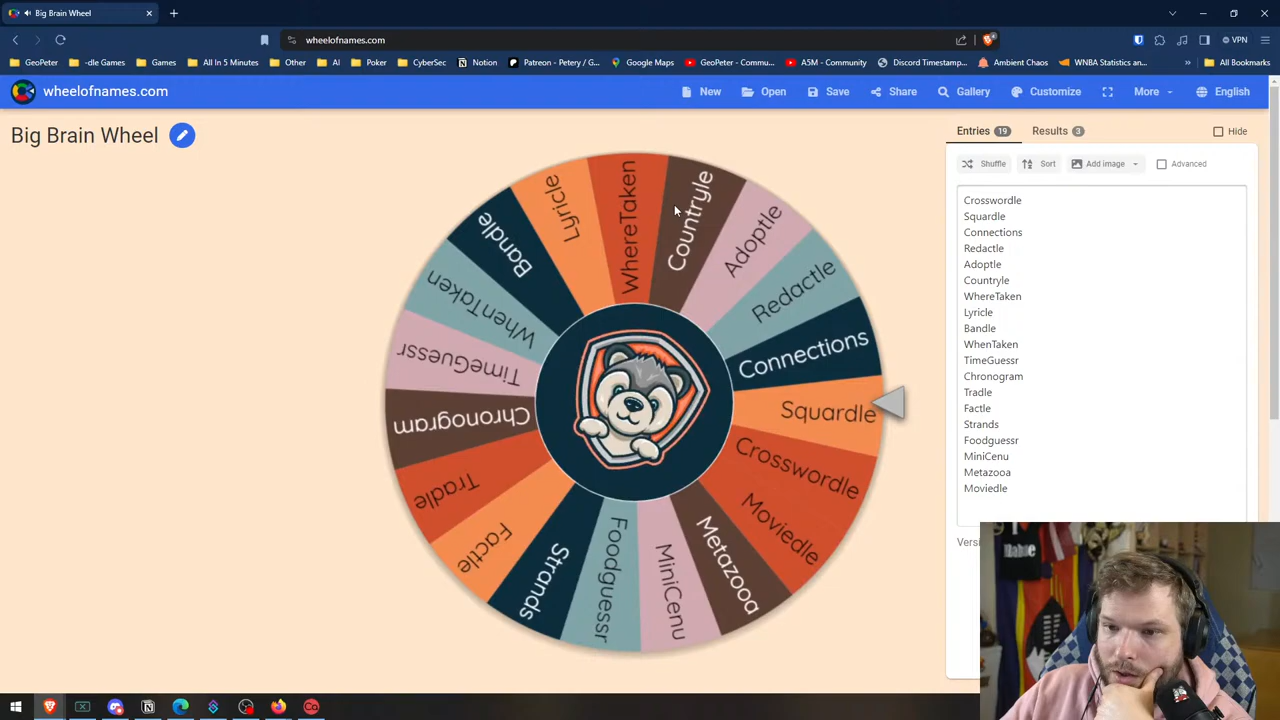 Big Brain Wheel
wheelofnames.com
VPN
GeoPeter
-dle Games
Games
All In 5 Minutes
Other
AI
Poker
CyberSec
Notion
Patreon - Petery / G...
Google Maps
GeoPeter - Commu...
A5M - Community
Discord Timestamp...
Ambient Chaos
WNBA Statistics an...
»
All Bookmarks
wheelofnames.com
New
Open
Save
Share
Gallery
Customize
More
English
Big Brain Wheel
Entries 19
Results 3
Hide
Shuffle
Sort
Add image
Advanced
Crosswordle
Squardle
Connections
Redactle
Adoptle
Countryle
WhereTaken
Lyricle
Bandle
WhenTaken
TimeGuessr
Chronogram
Tradle
Factle
Strands
Foodguessr
MiniCenu
Metazooa
Moviedle
Versi
Lyricle
WhereTaken
Countryle
Adoptle
Redactle
Connections
Squardle
Crosswordle
Moviedle
Metazooa
MiniCenu
Foodguessr
Strands
Factle
Tradle
Chronogram
TimeGuessr
WhenTaken
Bandle